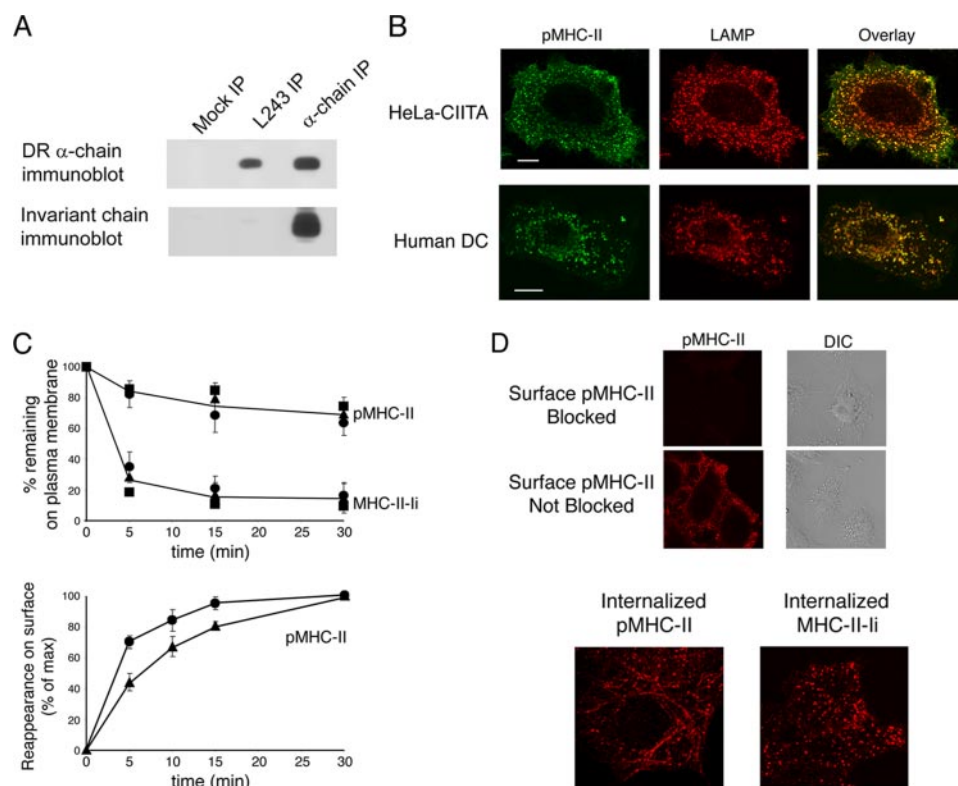 A
Mock IP
L243 IP
α-chain IP
DR α-chain
immunoblot
Invariant chain
immunoblot
B
pMHC-II
LAMP
Overlay
HeLa-CIITA
Human DC
C
% remaining
on plasma membrane
100
80
60
40
20
0
pMHC-II
MHC-II-Ii
0 5 10 15 20 25 30
time (min)
Reappearance on surface
(% of max)
100
80
60
40
20
0
pMHC-II
0 5 10 15 20 25 30
time (min)
D
pMHC-II
DIC
Surface pMHC-II
Blocked
Surface pMHC-II
Not Blocked
Internalized
pMHC-II
Internalized
MHC-II-Ii